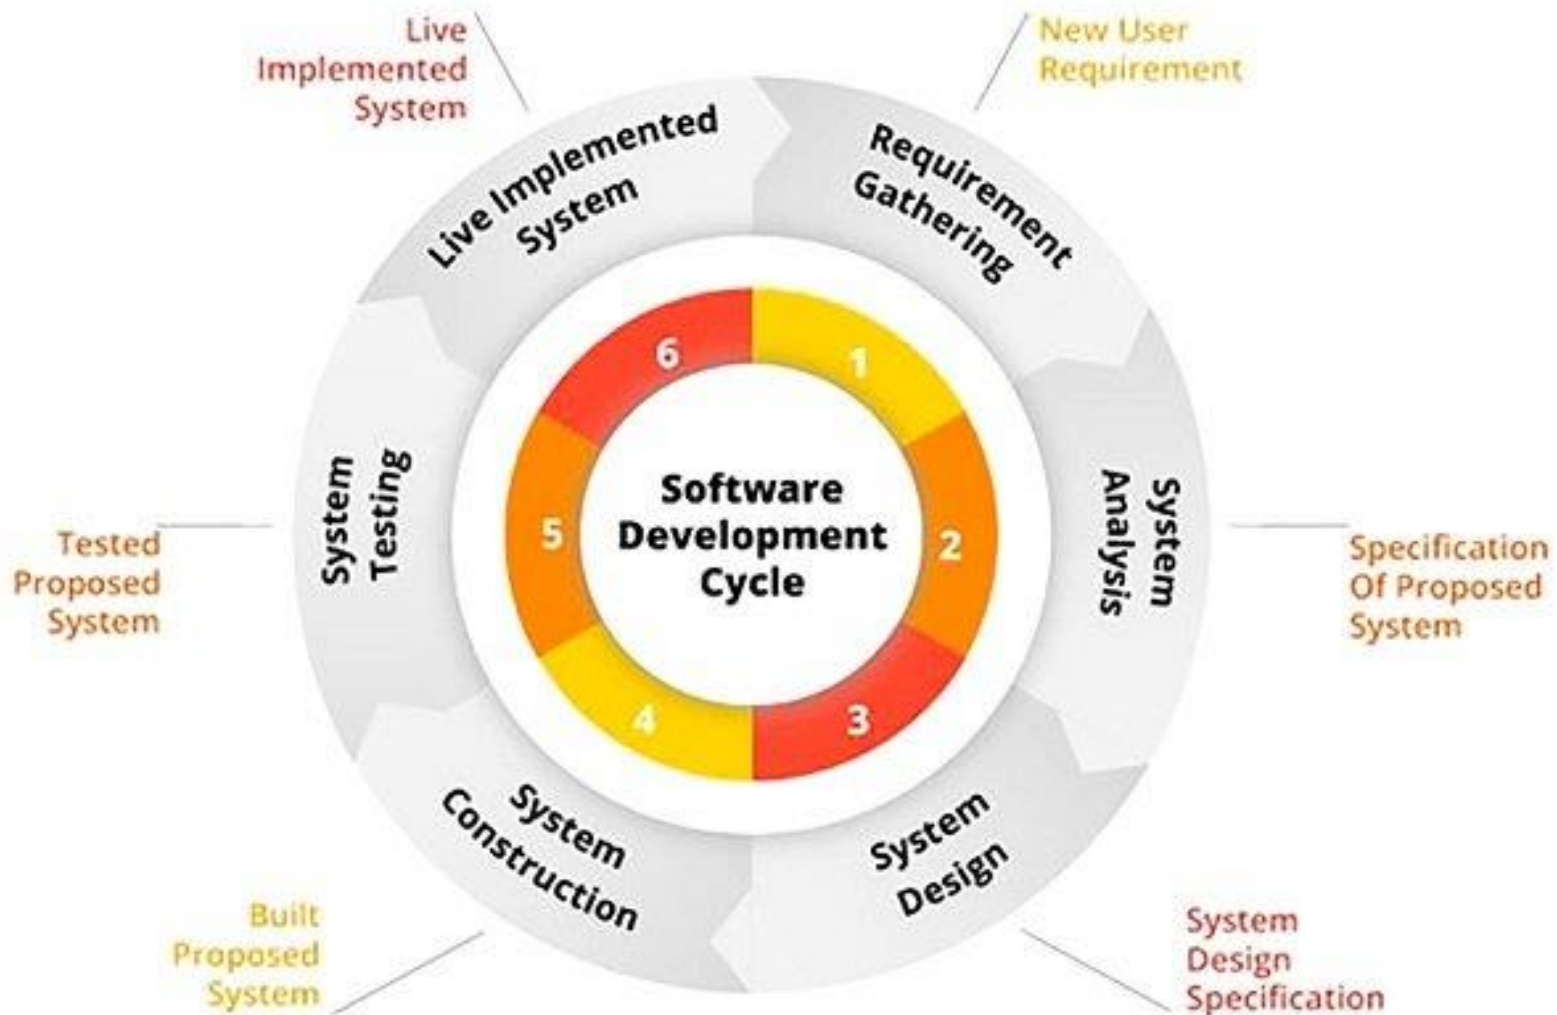 Live
Implemented
System
New User
Requirement
Live Implemented
System
Requirement
Gathering
6
1
Software
Development
Cycle
5
2
System
Testing
System
Analysis
Tested
Proposed
System
Specification
Of Proposed
System
4
3
System
Construction
System
Design
Built
Proposed
System
System
Design
Specification